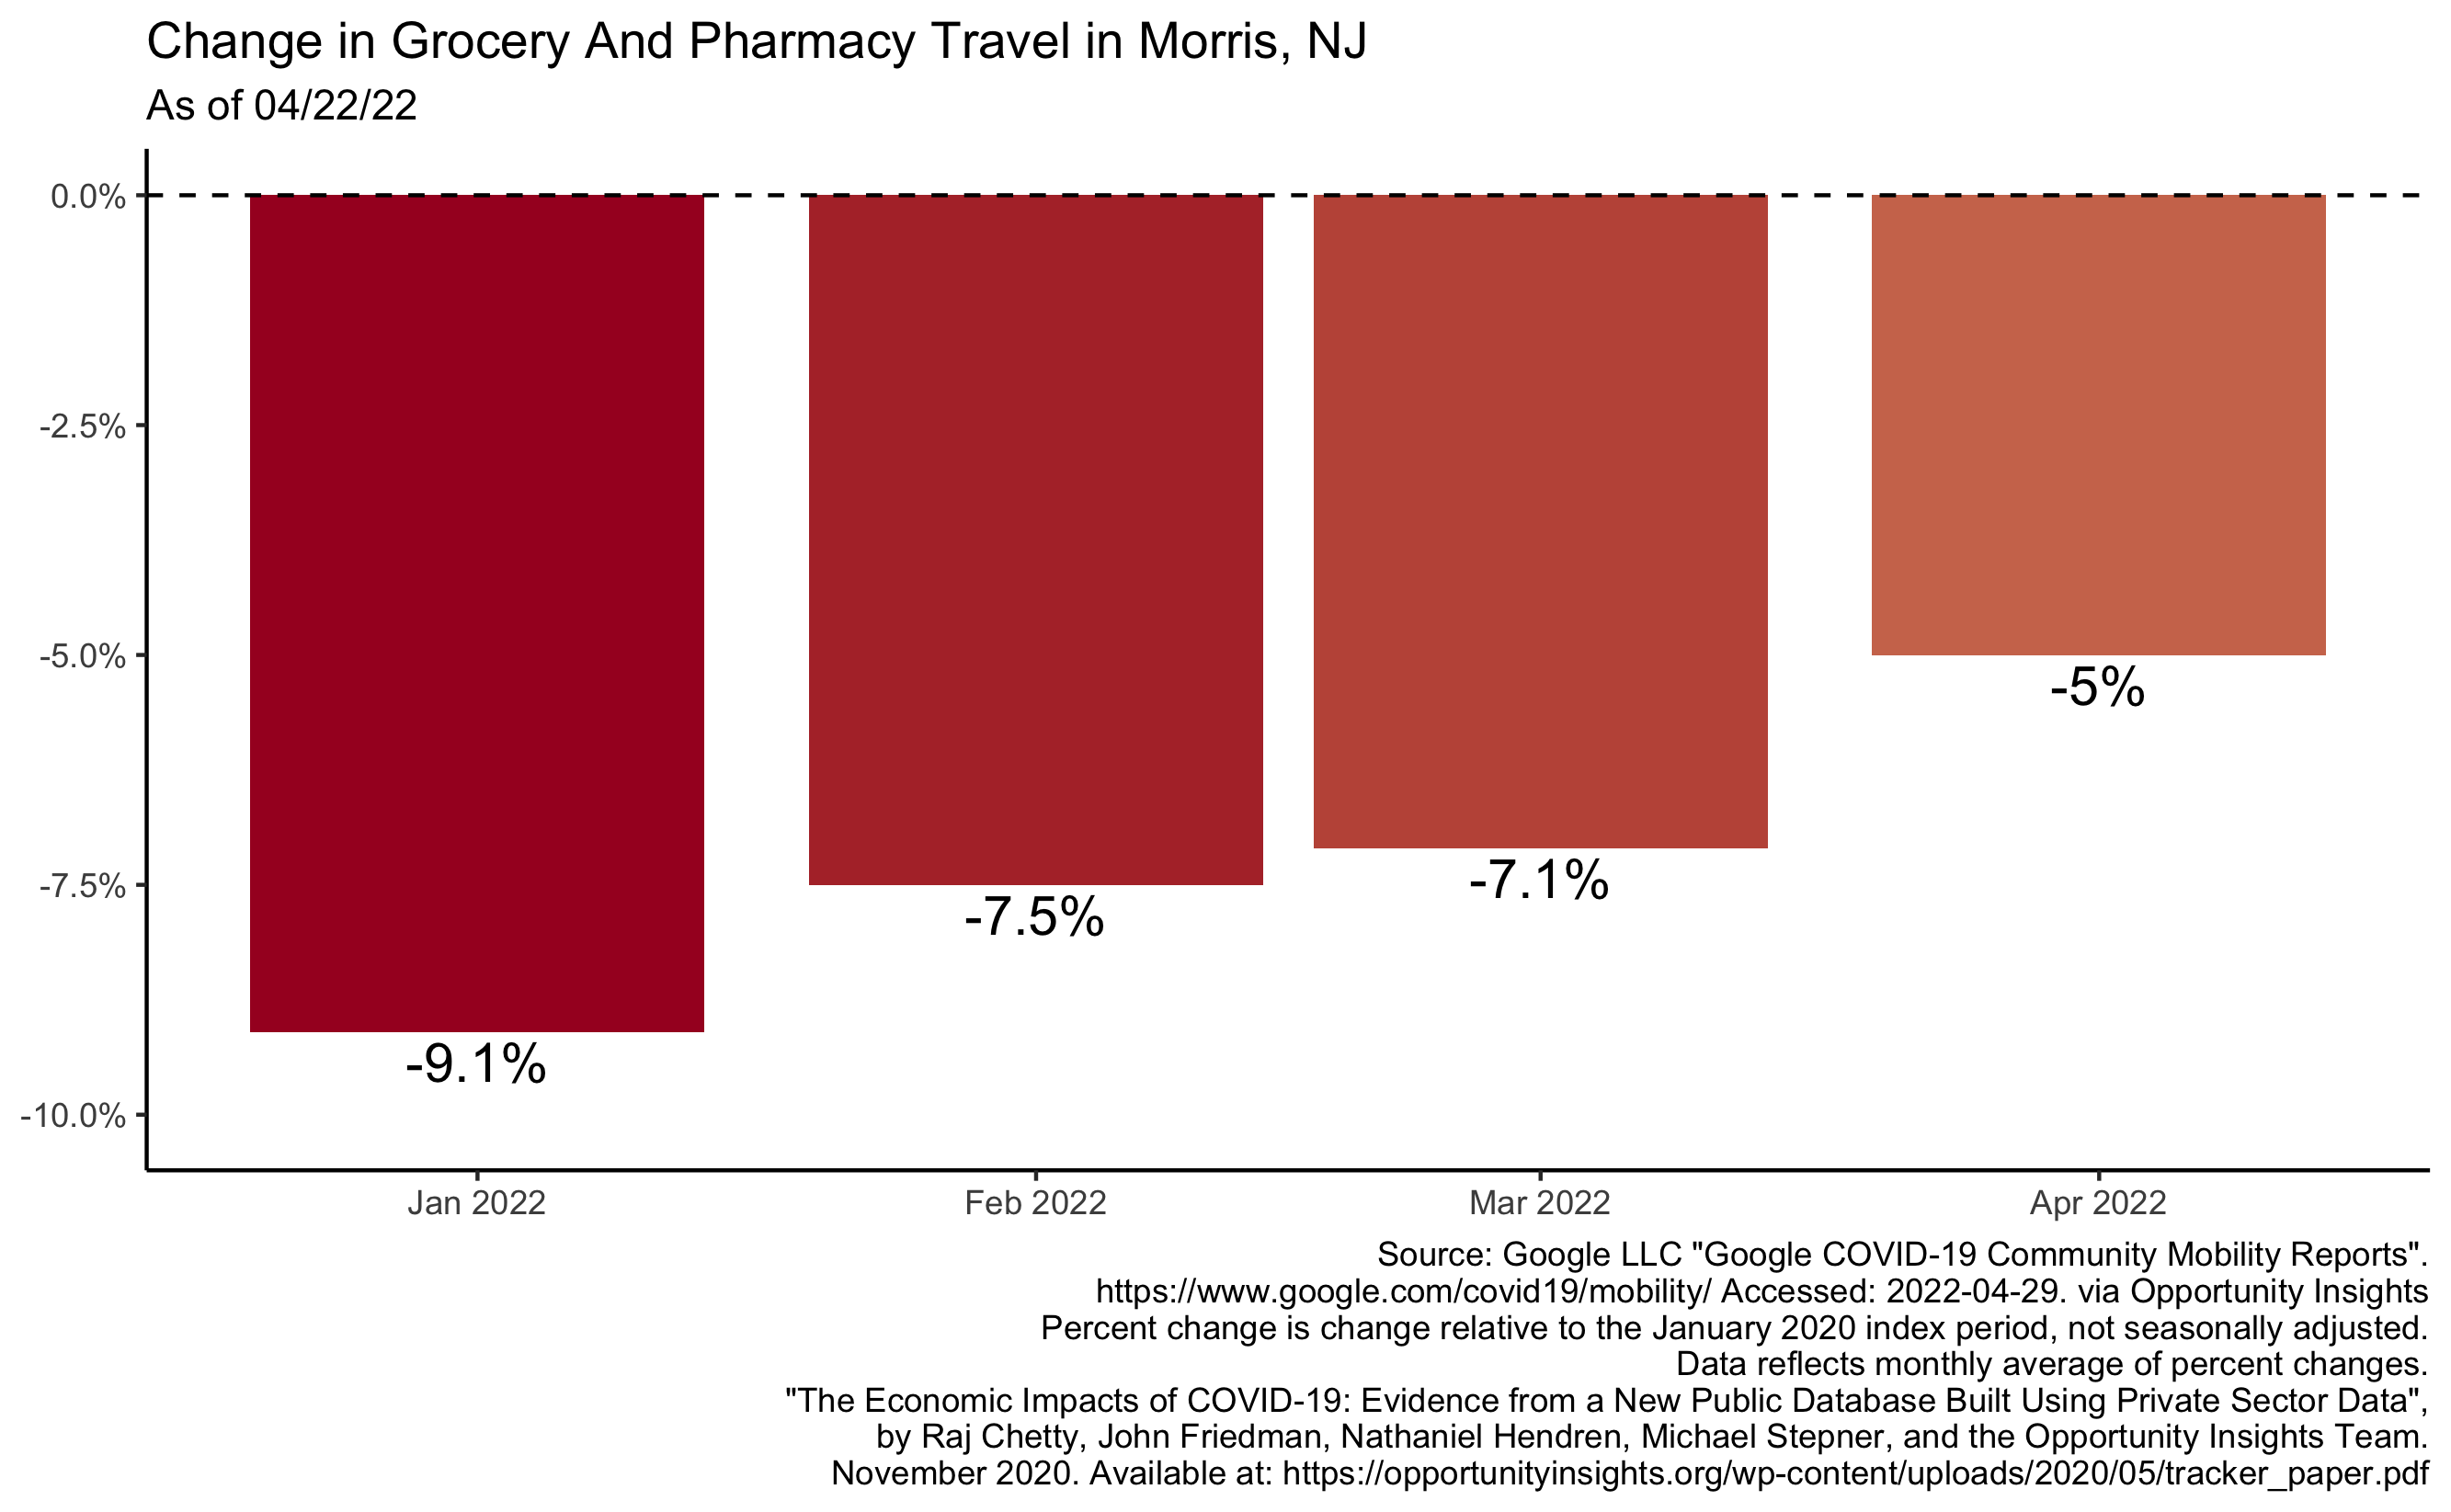 Change in Grocery And Pharmacy Travel in Morris, NJ
As of 04/22/22
0.0%
-2.5%
-5.0%
-7.5%
-10.0%
-9.1%
-7.5%
-7.1%
-5%
Jan 2022
Feb 2022
Mar 2022
Apr 2022
Source: Google LLC "Google COVID-19 Community Mobility Reports".
https://www.google.com/covid19/mobility/ Accessed: 2022-04-29. via Opportunity Insights
Percent change is change relative to the January 2020 index period, not seasonally adjusted.
Data reflects monthly average of percent changes.
"The Economic Impacts of COVID-19: Evidence from a New Public Database Built Using Private Sector Data",
by Raj Chetty, John Friedman, Nathaniel Hendren, Michael Stepner, and the Opportunity Insights Team.
November 2020. Available at: https://opportunityinsights.org/wp-content/uploads/2020/05/tracker_paper.pdf